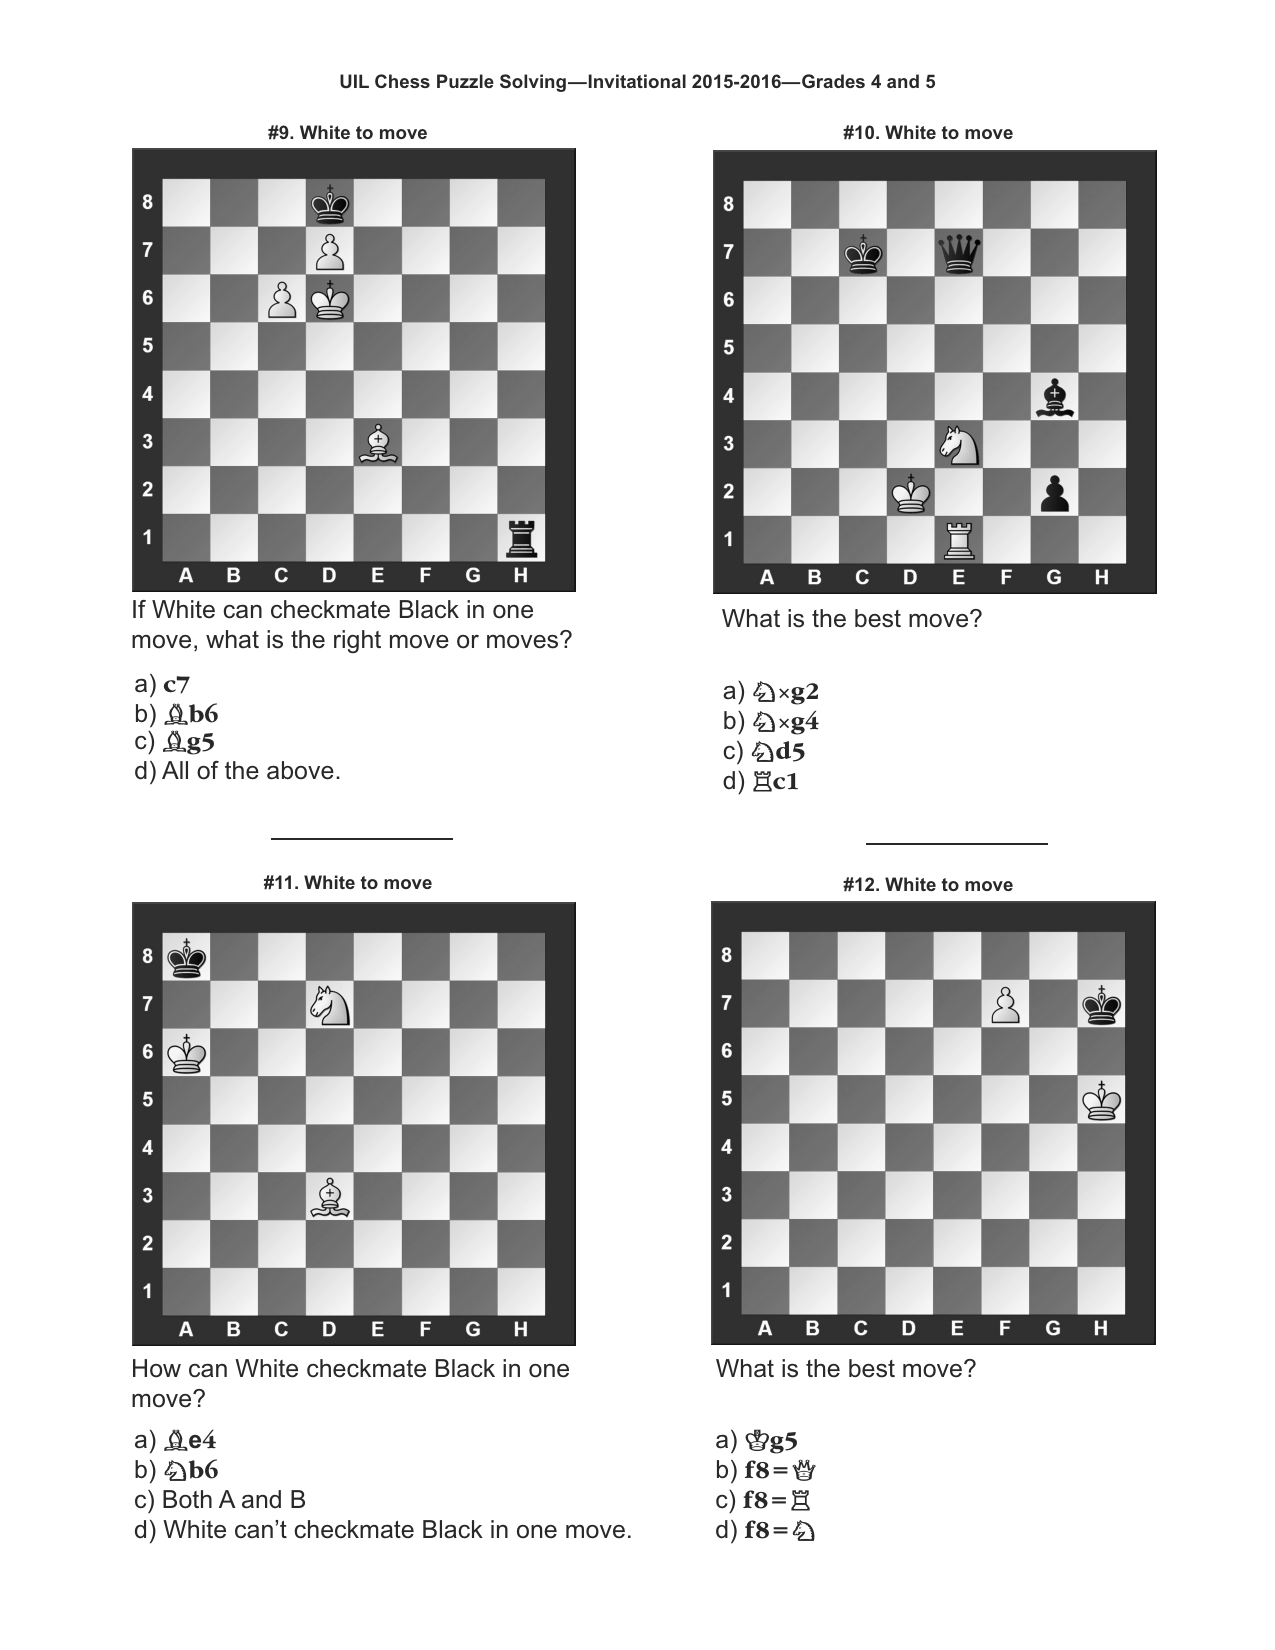 UIL Chess Puzzle Solving—Invitational 2015-2016—Grades 4 and 5
#9. White to move
8
7
6
5
4
3
2
1
A B C D E F G H
If White can checkmate Black in one
move, what is the right move or moves?
a) c7
b) ♗b6
c) ♗g5
d) All of the above.
#10. White to move
8
7
6
5
4
3
2
1
A B C D E F G H
What is the best move?
a) ♘×g2
b) ♘×g4
c) ♘d5
d) ♖c1
#11. White to move
8
7
6
5
4
3
2
1
A B C D E F G H
How can White checkmate Black in one
move?
a) ♗e4
b) ♘b6
c) Both A and B
d) White can’t checkmate Black in one move.
#12. White to move
8
7
6
5
4
3
2
1
A B C D E F G H
What is the best move?
a) ♔g5
b) f8=♕
c) f8=♖
d) f8=♘